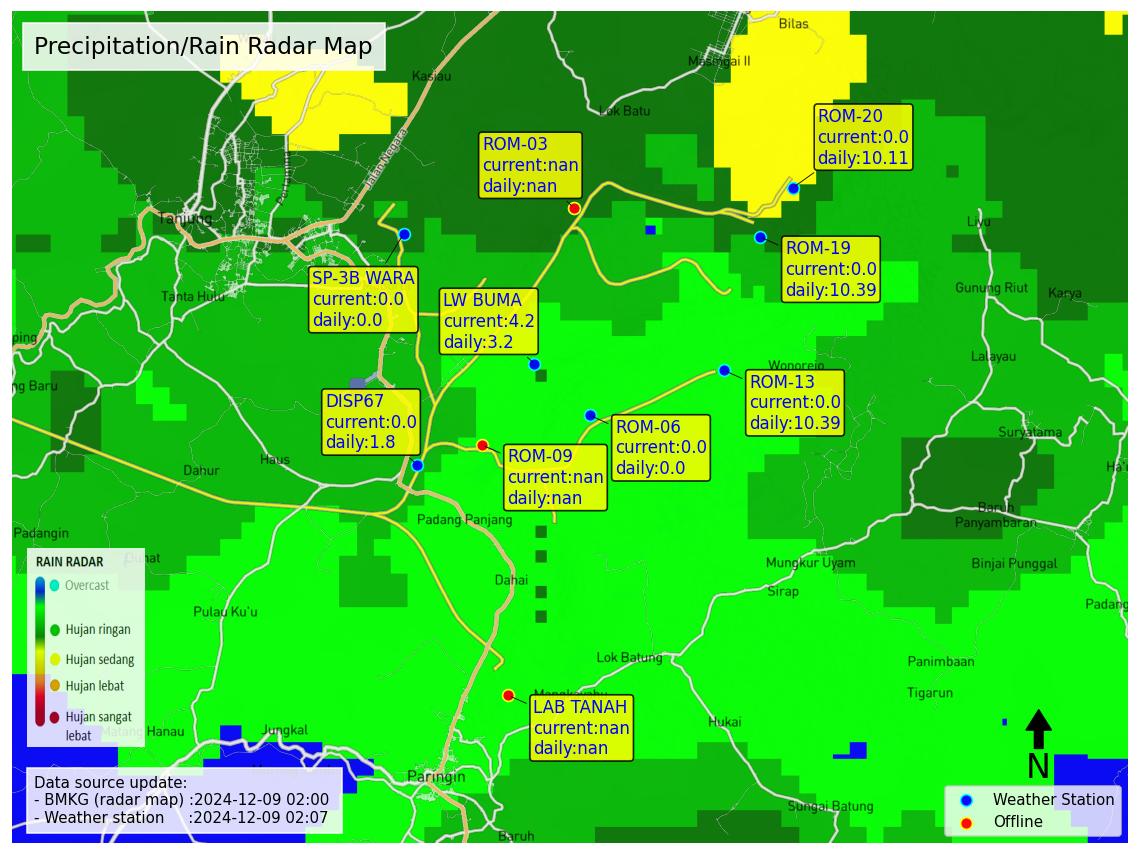 Precipitation/Rain Radar Map
Bilas
Masingai II
Kasiau
Lok Batu
Jalan Negara
ROM-20
current:0.0
daily:10.11
ROM-03
current:nan
daily:nan
Tanjung
Liyu
ROM-19
current:0.0
daily:10.39
SP-3B WARA
current:0.0
daily:0.0
LW BUMA
current:4.2
daily:3.2
Tanta Hulu
Gunung Riut
Karya
ping
Lalayau
Wonorejo
ng Baru
ROM-13
current:0.0
daily:10.39
DISP67
current:0.0
daily:1.8
ROM-06
current:0.0
daily:0.0
Suryatama
ROM-09
current:nan
daily:nan
Haus
Dahur
Baruh
Panyambaran
Padang Panjang
Padangin
Mungkur Uyam
Binjai Punggal
Dahai
Sirap
Padang
Pulau Ku'u
RAIN RADAR
Overcast
Hujan ringan
Hujan sedang
Hujan lebat
Hujan sangat
lebat
Lok Batung
Panimbaan
Tigarun
LAB TANAH
current:nan
daily:nan
Hukai
Jungkal
Paringin
N
Data source update:
- BMKG (radar map) :2024-12-09 02:00
- Weather station :2024-12-09 02:07
Sungai Batung
Baruh
Weather Station
Offline